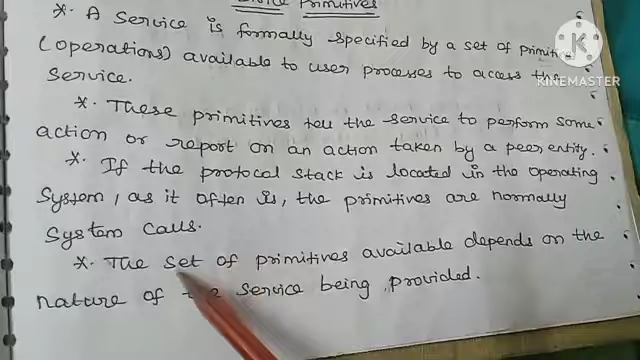 Primitives
*. A Service is formally specified by a set of primitive
(operations) available to user processes to access the
Service.
*. These primitives tell the service to perform some
action or report on an action taken by a peer entity.
*. If the protocal stack is located in the operating
System, as it often is, the primitives are normally
System calls.
*. The set of primitives available depends on the
nature of the service being provided.
KINEMASTER